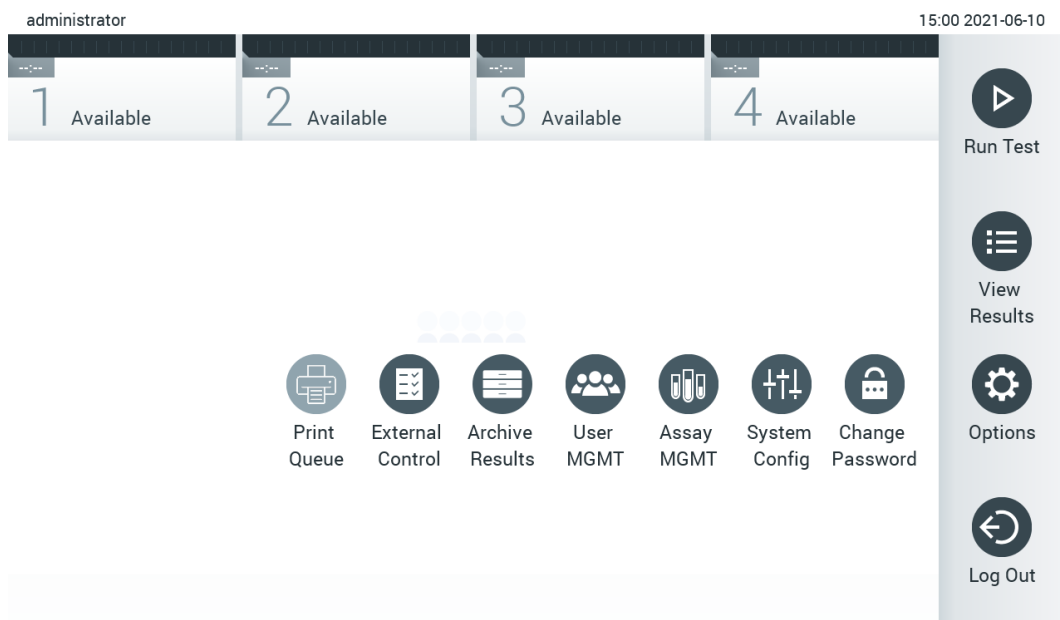 administrator 15:00 2021-06-10
--:-- --:-- --:-- --:--
1 Available 2 Available 3 Available 4 Available
Run Test
View
Results
Print External Archive User Assay System Change
Queue Control Results MGMT MGMT Config Password
Options
Log Out